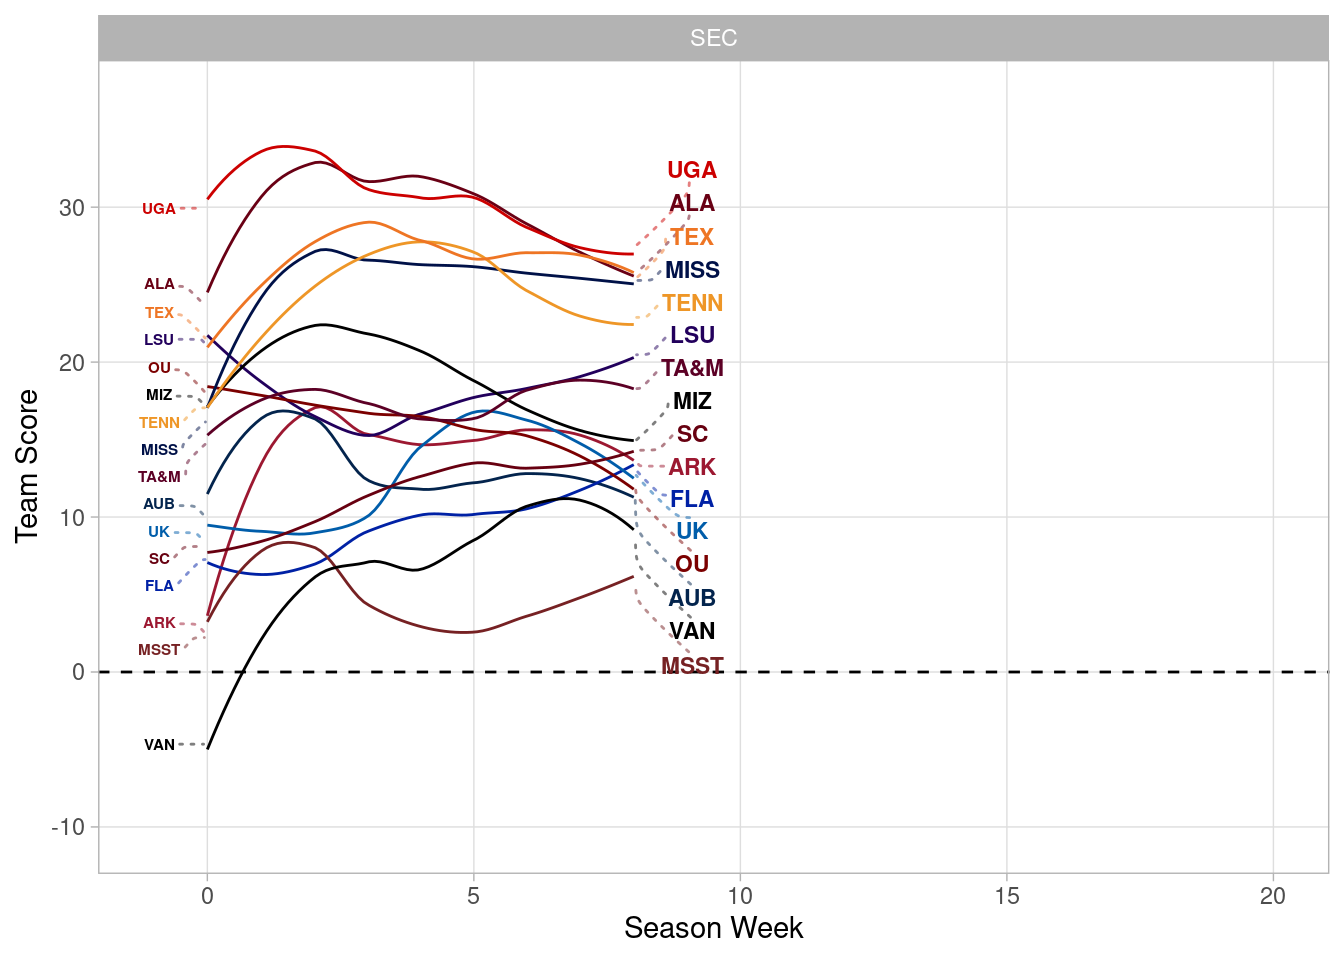 SEC
Team Score
30
20
10
0
-10
UGA
ALA
TEX
LSU
OU
MIZ
TENN
MISS
TA&M
AUB
UK
SC
FLA
ARK
MSST
VAN
UGA
ALA
TEX
MISS
TENN
LSU
TA&M
MIZ
SC
ARK
FLA
UK
OU
AUB
VAN
MSST
0 5 10 15 20
Season Week